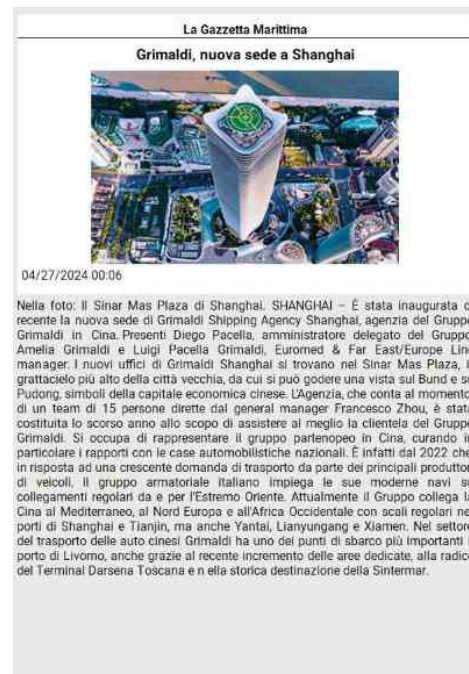 La Gazzetta Marittima
Grimaldi, nuova sede a Shanghai
04/27/2024 00:06
Nella foto: Il Sinar Mas Plaza di Shanghai. SHANGHAI – È stata inaugurata
recente la nuova sede di Grimaldi Shipping Agency Shanghai, agenzia del Gruppo
Grimaldi in Cina. Presenti Diego Pacella, amministratore delegato del Gruppo
Amelia Grimaldi e Luigi Pacella Grimaldi, Euromed & Far East/Europe Line
manager. I nuovi uffici di Grimaldi Shanghai si trovano nel Sinar Mas Plaza,
grattacielo più alto della città vecchia, da cui si può godere una vista sul Bund e
Pudong, simboli della capitale economica cinese. L'Agenzia, che conta al momento
di un team di 15 persone dirette dal general manager Francesco Zhou, è
costituita lo scorso anno allo scopo di assistere al meglio la clientela del Gruppo
Grimaldi. Si occupa di rappresentare il gruppo partenopeo in Cina, curando
particolare i rapporti con le case automobilistiche nazionali. È infatti dal 2022
in risposta ad una crescente domanda di trasporto da parte dei principali
di veicoli, il gruppo armatoriale italiano impiega le sue moderne navi
collegamenti regolari da e per l'Estremo Oriente. Attualmente il Gruppo collega
Cina al Mediterraneo, al Nord Europa e all'Africa Occidentale con scali regolari
porti di Shanghai e Tianjin, ma anche Yantai, Lianyungang e Xiamen. Nel settore
del trasporto delle auto cinesi Grimaldi ha uno dei punti di sbarco più importanti
porto di Livorno, anche grazie al recente incremento delle aree dedicate, alla radice
del Terminal Darsena Toscana e n ella storica destinazione della Sintermar.